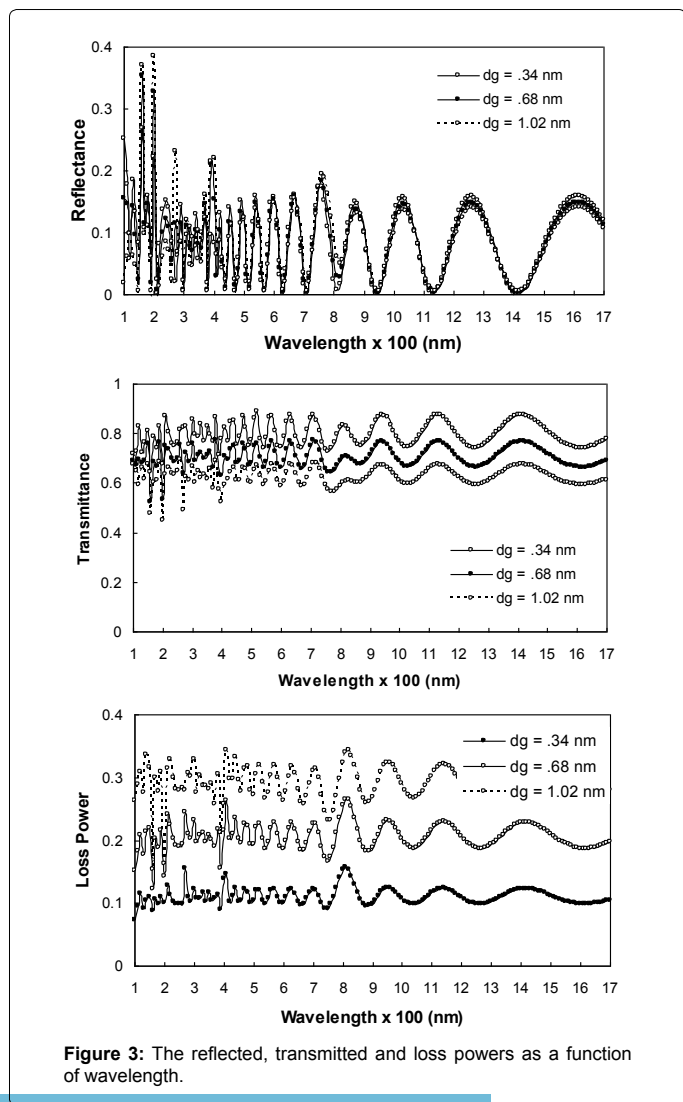 0.4
0.3
0.2
0.1
0
Reflectance
dg = .34 nm
dg = .68 nm
dg = 1.02 nm
1 2 3 4 5 6 7 8 9 10 11 12 13 14 15 16 17
Wavelength x 100 (nm)
1
0.8
0.6
0.4
0.2
0
Transmittance
dg = .34 nm
dg = .68 nm
dg = 1.02 nm
1 2 3 4 5 6 7 8 9 10 11 12 13 14 15 16 17
Wavelength x 100 (nm)
0.4
0.3
0.2
0.1
0
Loss Power
dg = .34 nm
dg = .68 nm
dg = 1.02 nm
1 2 3 4 5 6 7 8 9 10 11 12 13 14 15 16 17
Wavelength x 100 (nm)
Figure 3: The reflected, transmitted and loss powers as a function
of wavelength.